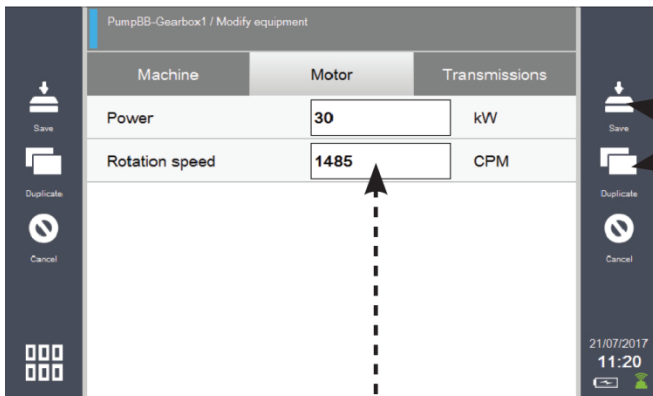 PumpBB-Gearbox1 / Modify equipment
Machine Motor Transmissions
Power 30 kW
Rotation speed 1485 CPM
Save
Duplicate
Cancel
Save
Duplicate
Cancel
21/07/2017
11:20